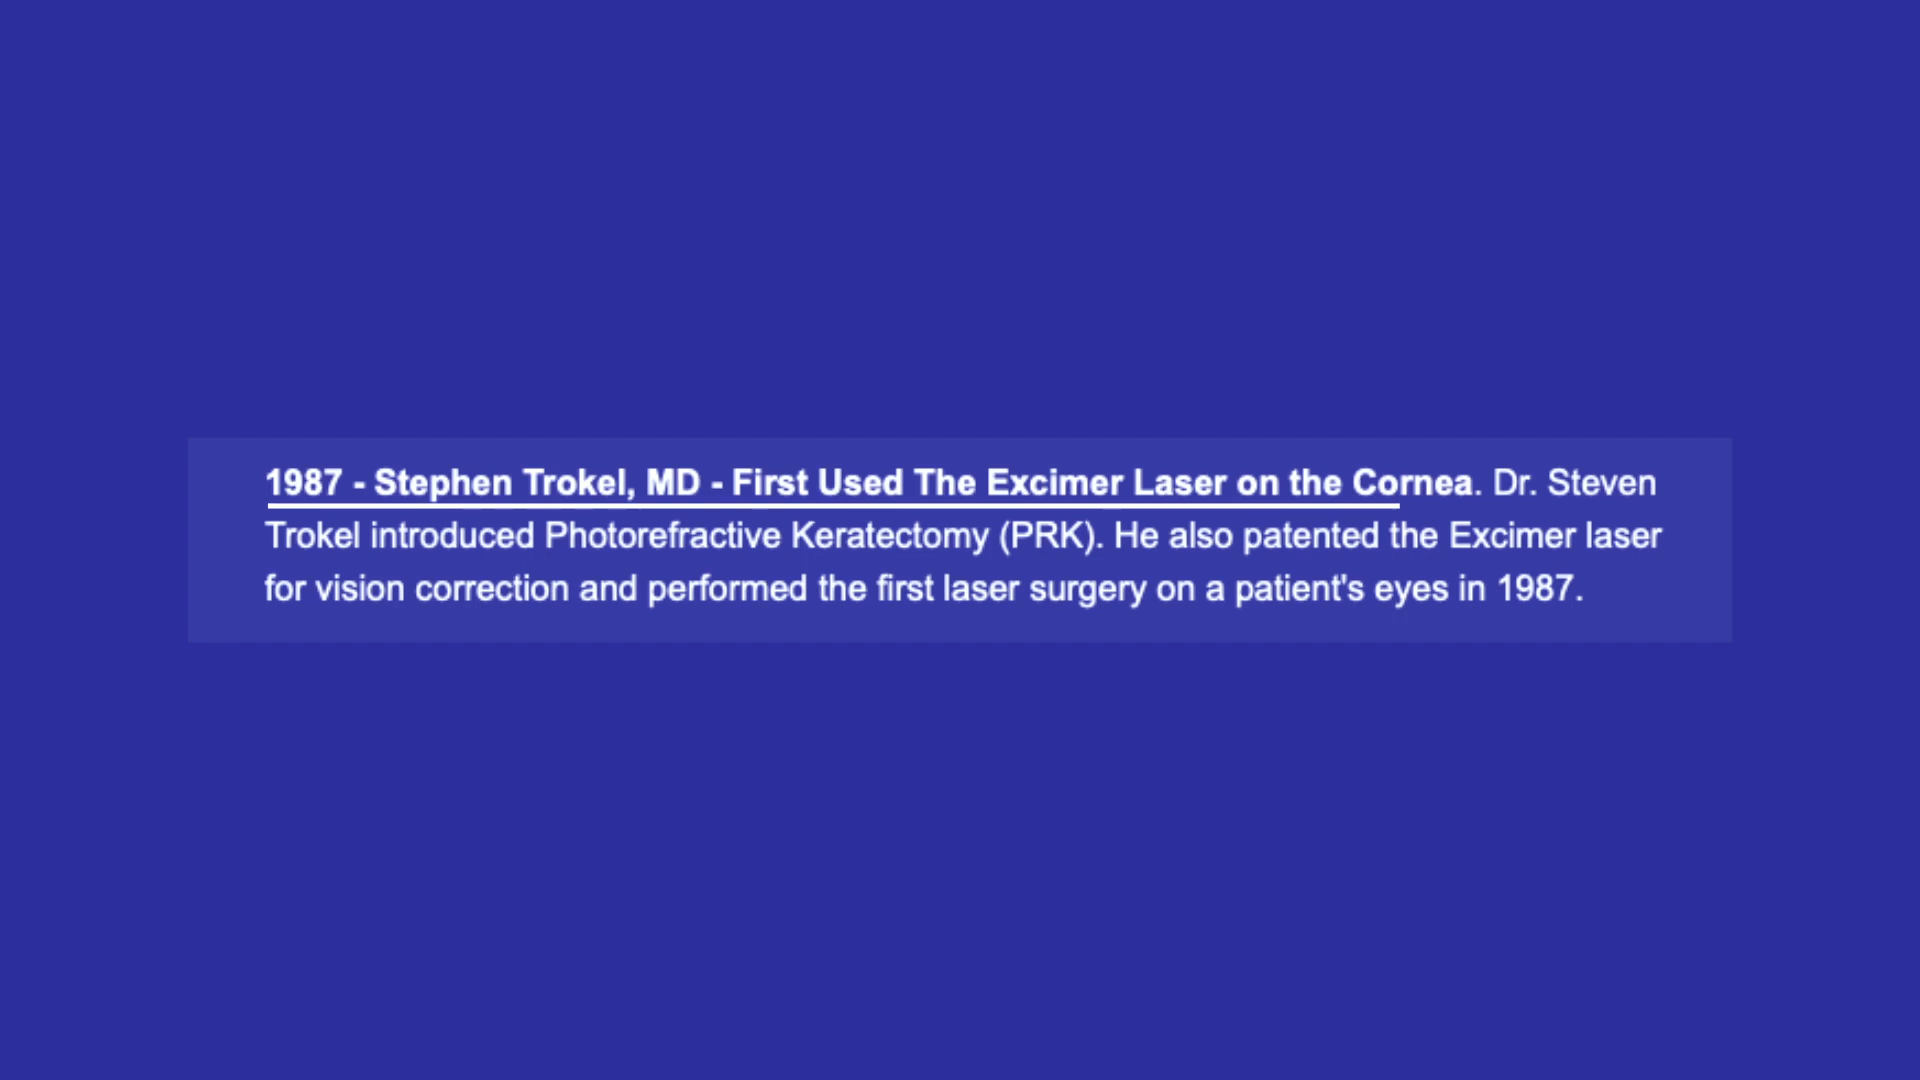 1987 - Stephen Trokel, MD - First Used The Excimer Laser on the Cornea. Dr. Steven
Trokel introduced Photorefractive Keratectomy (PRK). He also patented the Excimer laser
for vision correction and performed the first laser surgery on a patient's eyes in 1987.